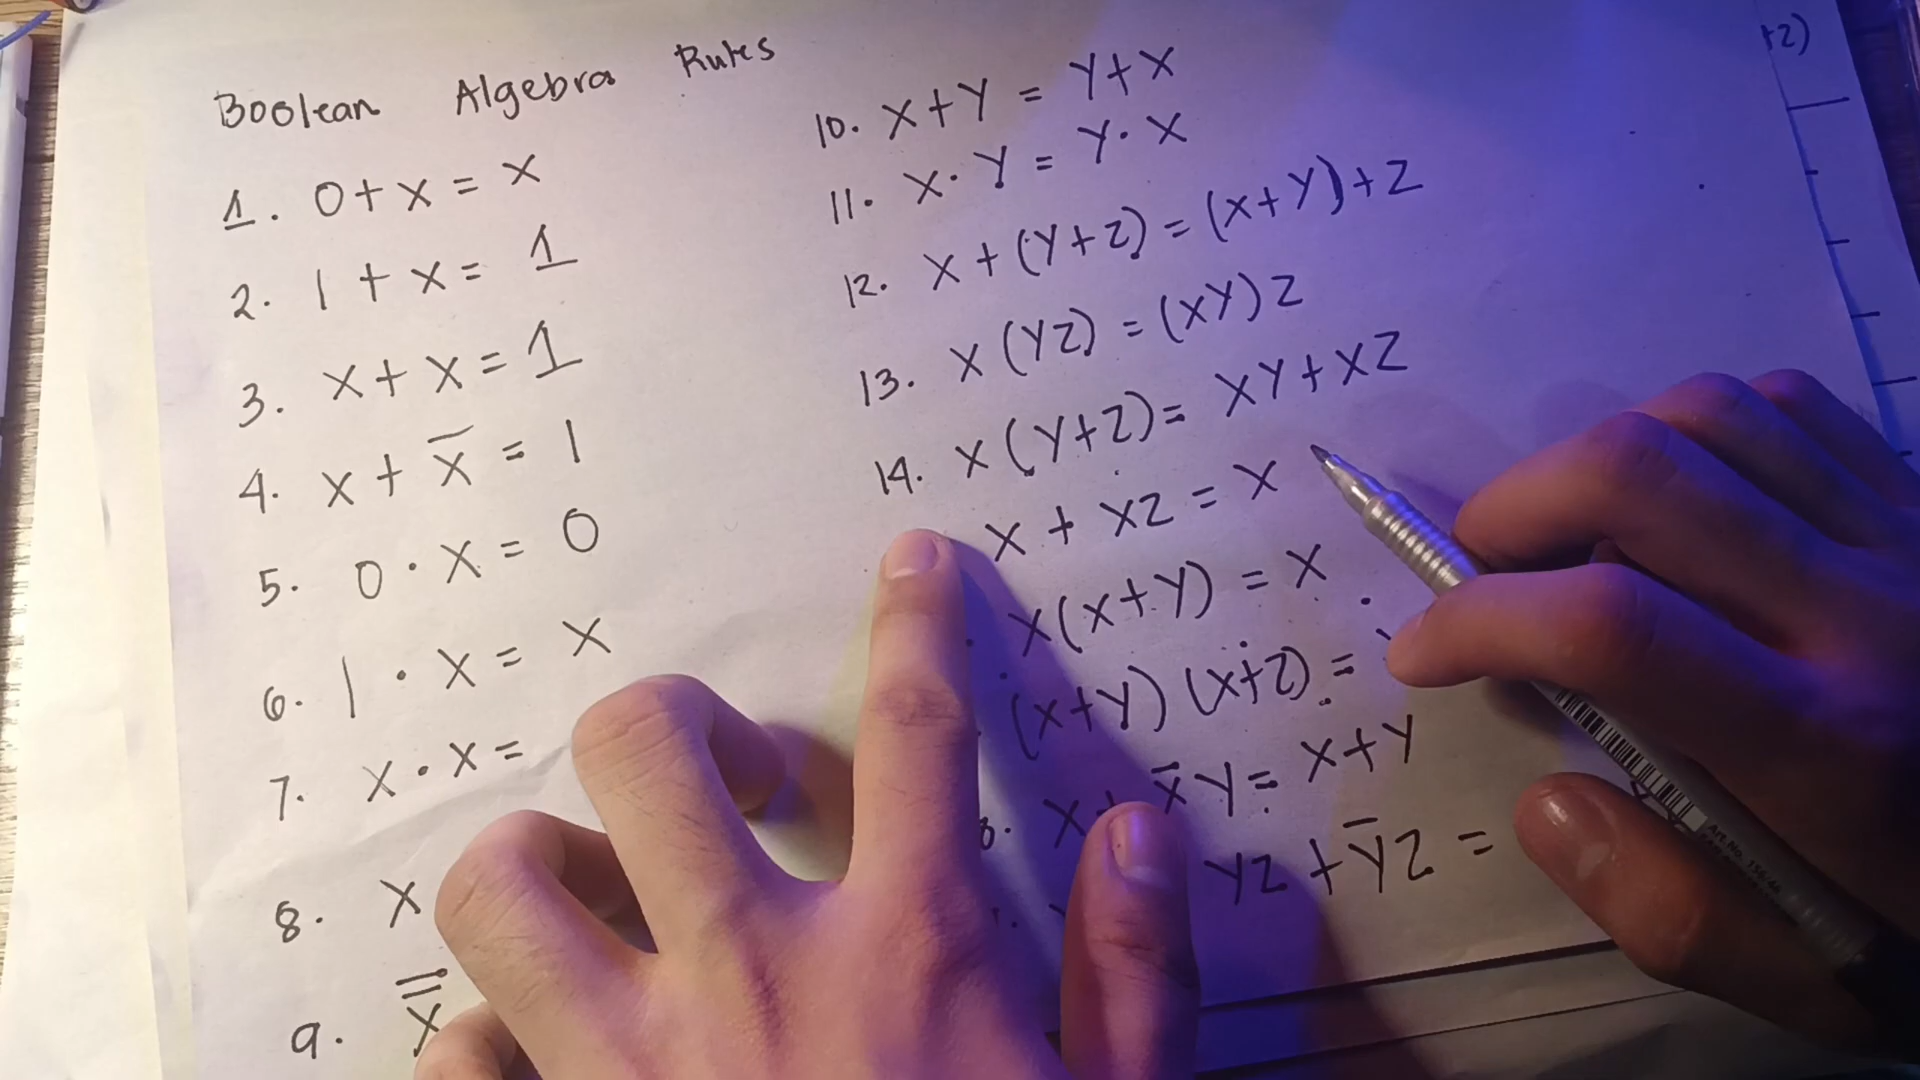 Boolean Algebra Rules
1. 0 + x = x
2. 1 + x = 1
3. x + x = 1
4. x + x̅ = 1
5. 0 · x = 0
6. 1 · x = x
7. x · x =
8. x
9. x̿
10. x + y = y + x
11. x · y = y · x
12. x + (y + z) = (x + y) + z
13. x (yz) = (xy) z
14. x (y + z) = xy + xz
x + xz = x
x (x + y) = x
(x + y) (x + z) =
x + x̅y = x + y
yz + y̅z =
+z)